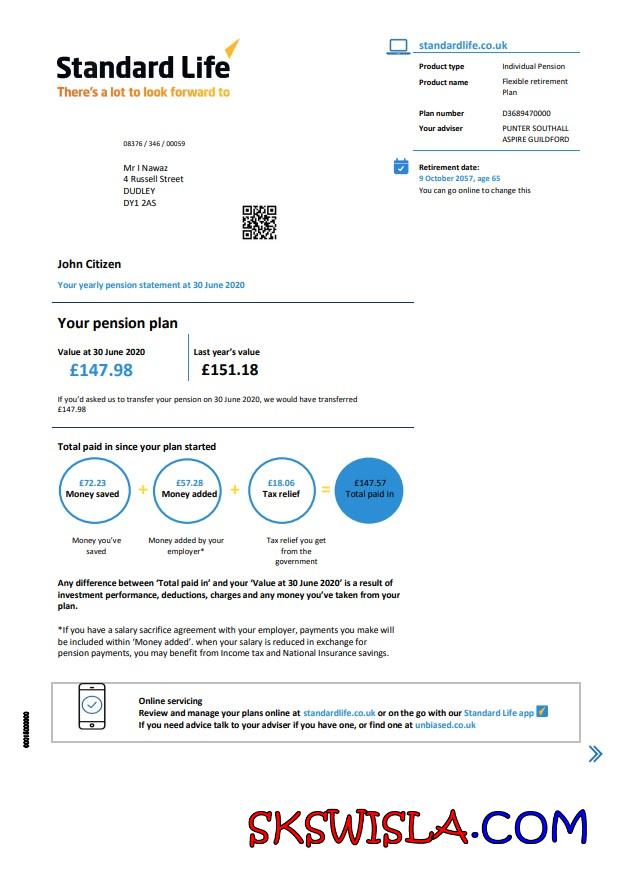 Standard Life
There's a lot to look forward to
standardlife.co.uk
Product type Individual Pension
Product name Flexible retirement
Plan
Plan number D3689470000
Your adviser PUNTER SOUTHALL
ASPIRE GUILDFORD
08376 / 346 / 00059
Retirement date:
9 October 2057, age 65
You can go online to change this
Mr I Nawaz
4 Russell Street
DUDLEY
DY1 2AS
John Citizen
Your yearly pension statement at 30 June 2020
Your pension plan
Value at 30 June 2020 Last year's value
£147.98 £151.18
If you'd asked us to transfer your pension on 30 June 2020, we would have transferred
£147.98
Total paid in since your plan started
£72.23 + £57.28 + £18.06 = £147.57
Money saved Money added Tax relief Total paid in
Money you've Money added by your Tax relief you get
saved employer* from the
government
Any difference between 'Total paid in' and your 'Value at 30 June 2020' is a result of
investment performance, deductions, charges and any money you've taken from your
plan.
*If you have a salary sacrifice agreement with your employer, payments you make will
be included within 'Money added'. when your salary is reduced in exchange for
pension payments, you may benefit from Income tax and National Insurance savings.
Online servicing
Review and manage your plans online at standardlife.co.uk or on the go with our Standard Life app
If you need advice talk to your adviser if you have one, or find one at unbiased.co.uk
SKSWISLA.COM